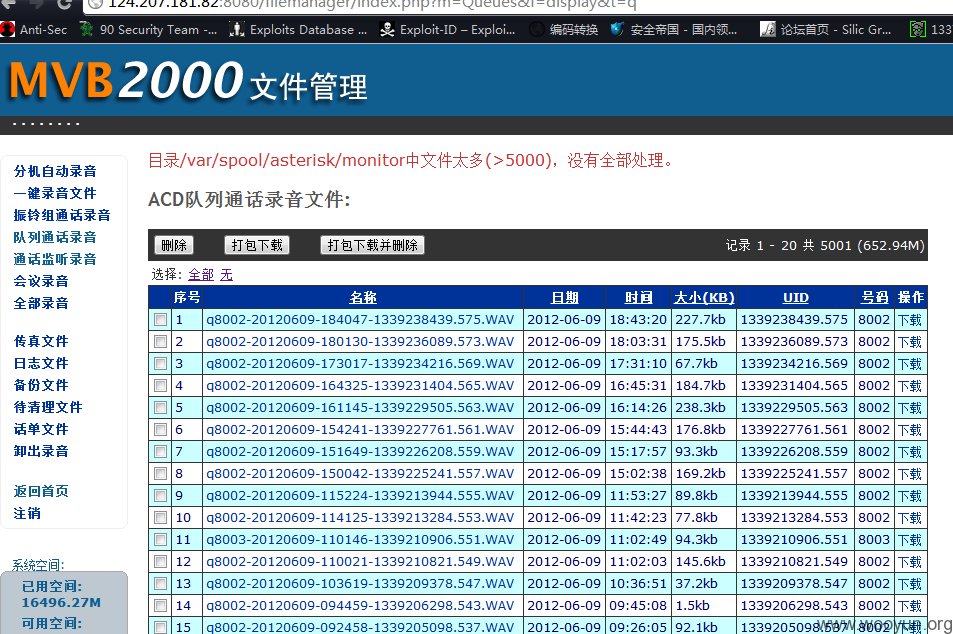 124.207.181.82:8080/filemanager/index.php?m=Queues&f=display&t=q
Anti-Sec 90 Security Team -... Exploits Database ... Exploit-ID – Exploi... 编码转换 安全帝国 - 国内领... 论坛首页 - Silic Gr... 133
MVB2000 文件管理
分机自动录音
一键录音文件
振铃组通话录音
队列通话录音
通话监听录音
会议录音
全部录音
传真文件
日志文件
备份文件
待清理文件
话单文件
卸出录音
返回首页
注销
系统空间:
已用空间:
16496.27M
可用空间:
目录/var/spool/asterisk/monitor中文件太多(>5000)，没有全部处理。
ACD队列通话录音文件:
删除 打包下载 打包下载并删除 记录 1 - 20 共 5001 (652.94M)
选择: 全部 无
序号 名称 日期 时间 大小(KB) UID 号码 操作
1 q8002-20120609-184047-1339238439.575.WAV 2012-06-09 18:43:20 227.7kb 1339238439.575 8002 下载
2 q8002-20120609-180130-1339236089.573.WAV 2012-06-09 18:03:31 175.5kb 1339236089.573 8002 下载
3 q8002-20120609-173017-1339234216.569.WAV 2012-06-09 17:31:10 67.7kb 1339234216.569 8002 下载
4 q8002-20120609-164325-1339231404.565.WAV 2012-06-09 16:45:31 184.7kb 1339231404.565 8002 下载
5 q8002-20120609-161145-1339229505.563.WAV 2012-06-09 16:14:26 238.3kb 1339229505.563 8002 下载
6 q8002-20120609-154241-1339227761.561.WAV 2012-06-09 15:44:43 176.8kb 1339227761.561 8002 下载
7 q8002-20120609-151649-1339226208.559.WAV 2012-06-09 15:17:57 93.3kb 1339226208.559 8002 下载
8 q8002-20120609-150042-1339225241.557.WAV 2012-06-09 15:02:38 169.2kb 1339225241.557 8002 下载
9 q8002-20120609-115224-1339213944.555.WAV 2012-06-09 11:53:27 89.8kb 1339213944.555 8002 下载
10 q8002-20120609-114125-1339213284.553.WAV 2012-06-09 11:42:23 77.8kb 1339213284.553 8002 下载
11 q8003-20120609-110146-1339210906.551.WAV 2012-06-09 11:02:49 94.3kb 1339210906.551 8003 下载
12 q8002-20120609-110021-1339210821.549.WAV 2012-06-09 11:02:03 145.6kb 1339210821.549 8002 下载
13 q8002-20120609-103619-1339209378.547.WAV 2012-06-09 10:36:51 37.2kb 1339209378.547 8002 下载
14 q8002-20120609-094459-1339206298.543.WAV 2012-06-09 09:45:08 1.5kb 1339206298.543 8002 下载
15 q8002-20120609-092458-1339205098.537.WAV 2012-06-09 09:26:05 92.1kb 1339205098.537 8002 下载
www.wooyun.org